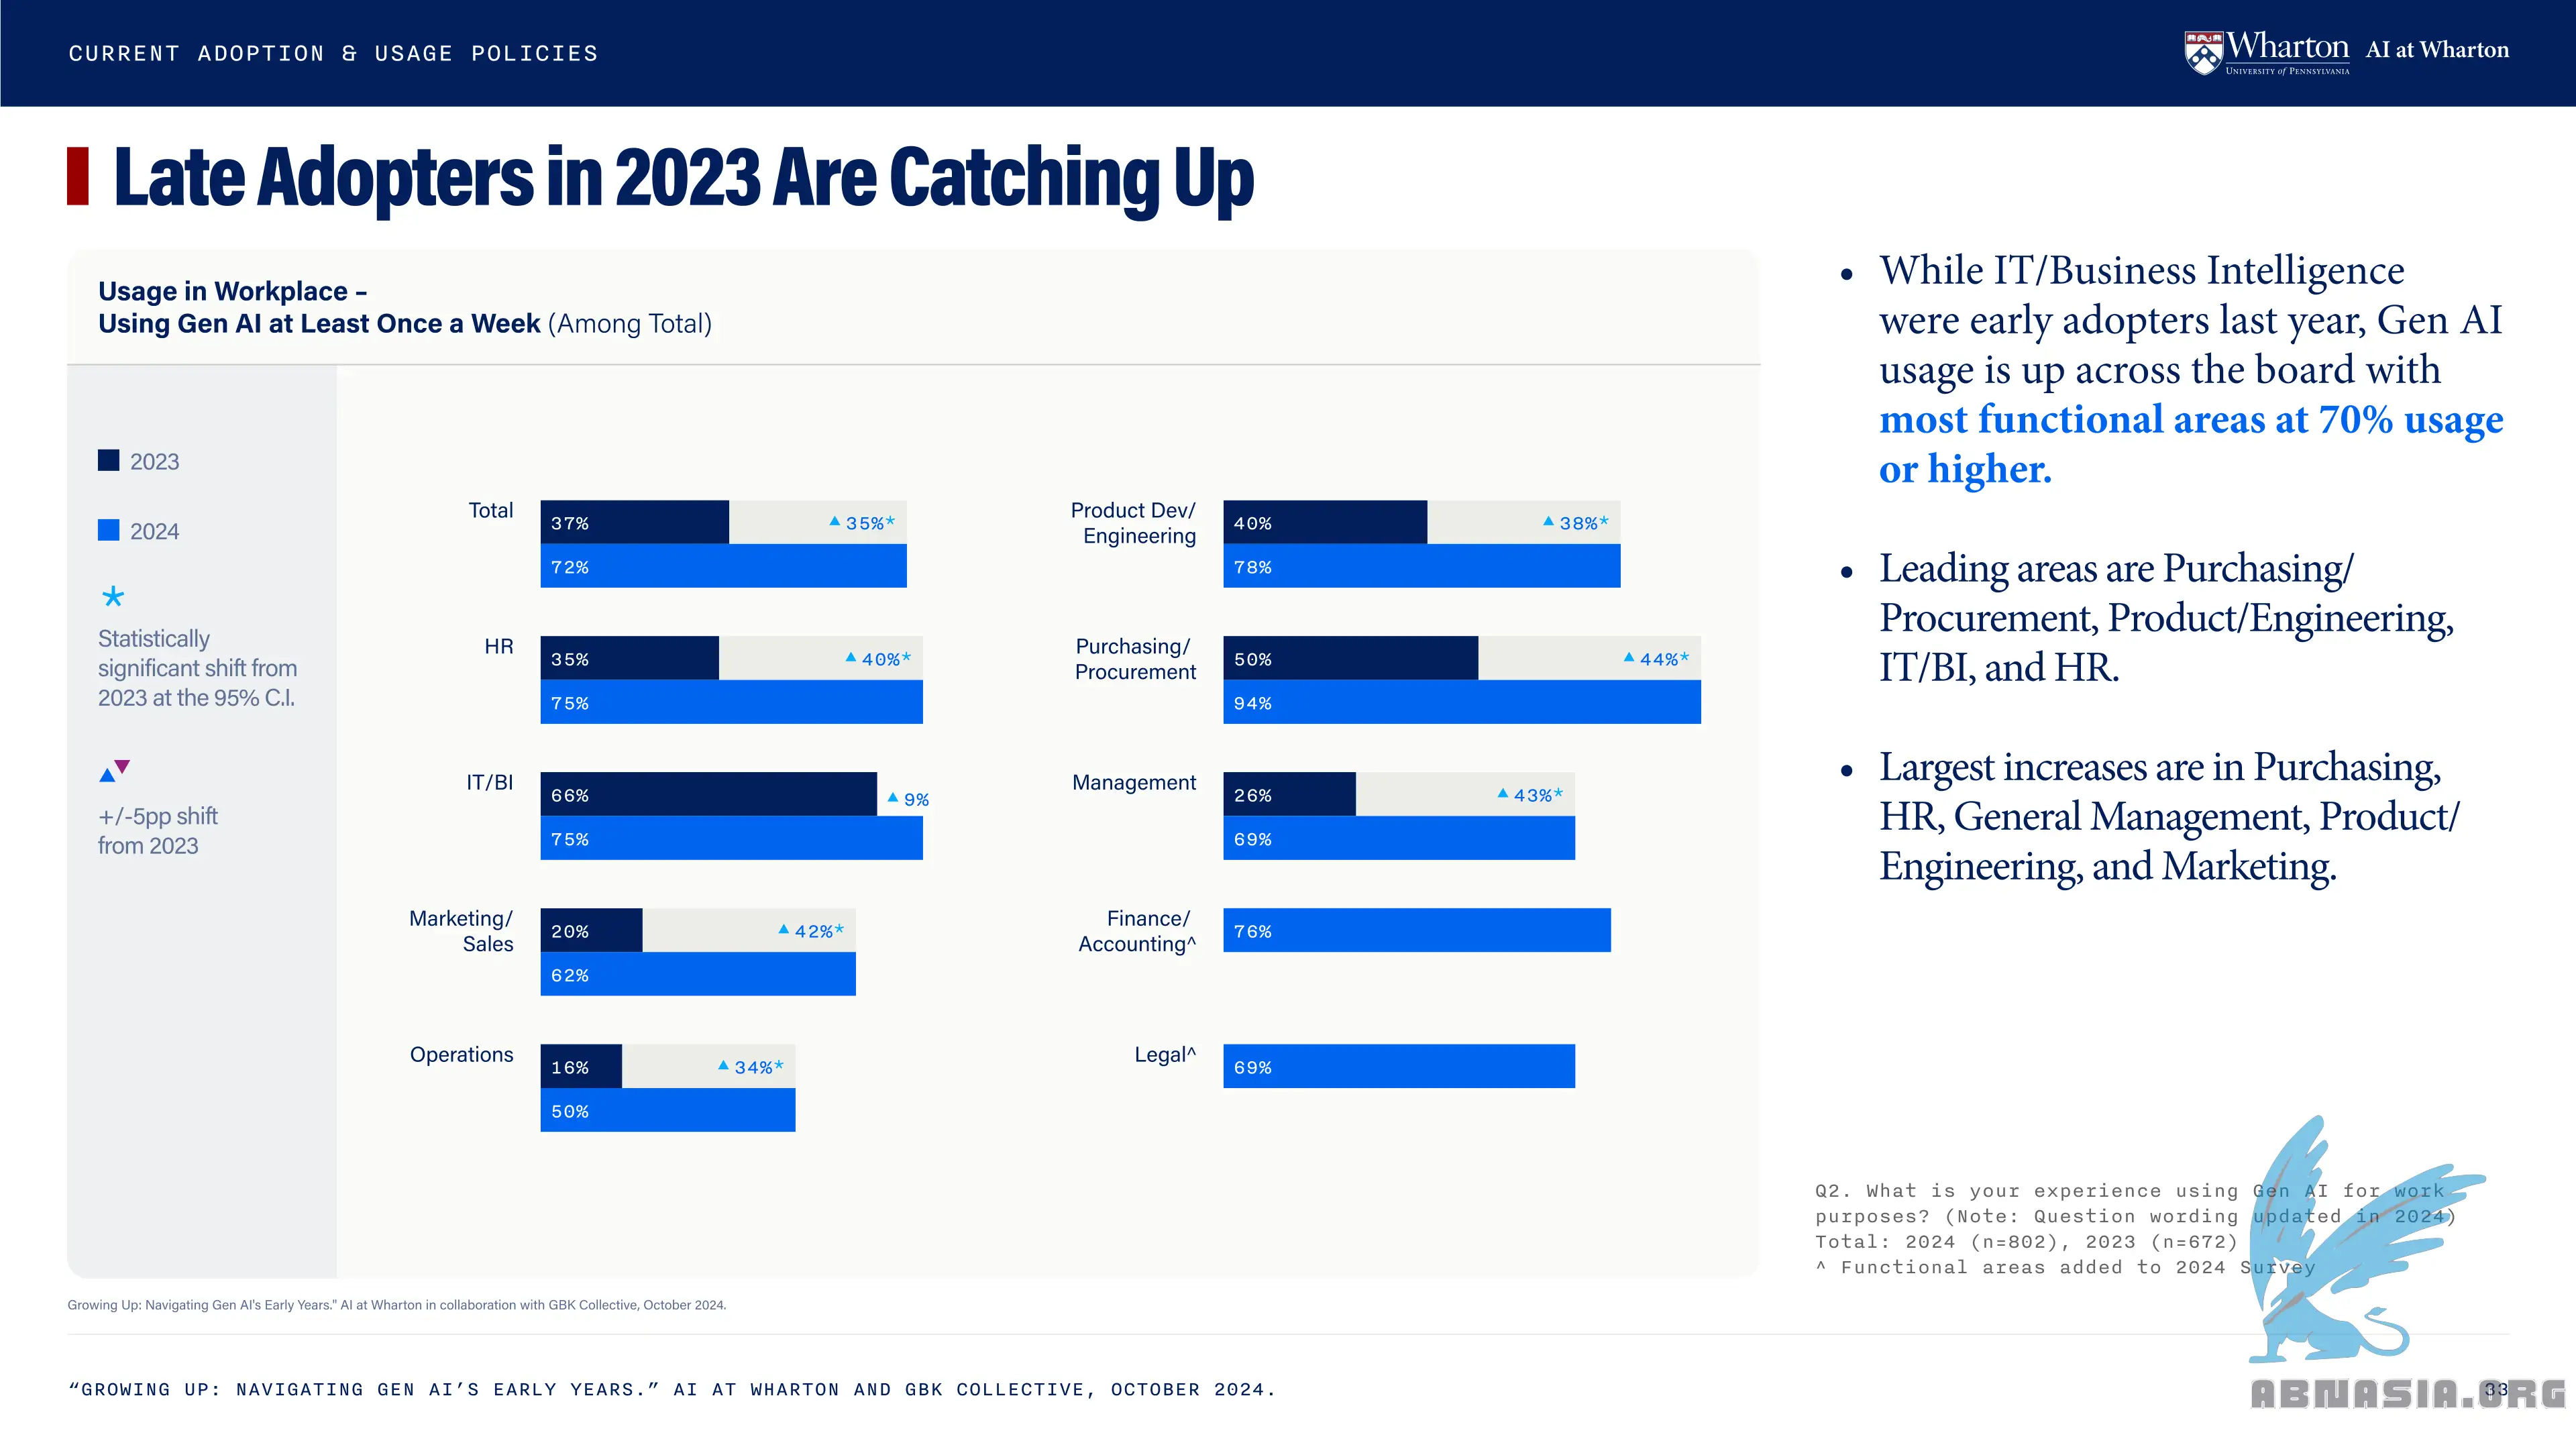 CURRENT ADOPTION & USAGE POLICIES
Wharton
UNIVERSITY of PENNSYLVANIA
AI at Wharton
Late Adopters in 2023 Are Catching Up
Usage in Workplace –
Using Gen AI at Least Once a Week (Among Total)
2023
2024
*
Statistically
significant shift from
2023 at the 95% C.I.
▲▼
+/-5pp shift
from 2023
Total
37%
▲ 35%*
72%
HR
35%
▲ 40%*
75%
IT/BI
66%
▲ 9%
75%
Marketing/
Sales
20%
▲ 42%*
62%
Operations
16%
▲ 34%*
50%
Product Dev/
Engineering
40%
▲ 38%*
78%
Purchasing/
Procurement
50%
▲ 44%*
94%
Management
26%
▲ 43%*
69%
Finance/
Accounting^
76%
Legal^
69%
• While IT/Business Intelligence
were early adopters last year, Gen AI
usage is up across the board with
most functional areas at 70% usage
or higher.
• Leading areas are Purchasing/
Procurement, Product/Engineering,
IT/BI, and HR.
• Largest increases are in Purchasing,
HR, General Management, Product/
Engineering, and Marketing.
Q2. What is your experience using Gen AI for work
purposes? (Note: Question wording updated in 2024)
Total: 2024 (n=802), 2023 (n=672)
^ Functional areas added to 2024 Survey
Growing Up: Navigating Gen AI's Early Years." AI at Wharton in collaboration with GBK Collective, October 2024.
“GROWING UP: NAVIGATING GEN AI’S EARLY YEARS.” AI AT WHARTON AND GBK COLLECTIVE, OCTOBER 2024.
33
ABNASIA.ORG